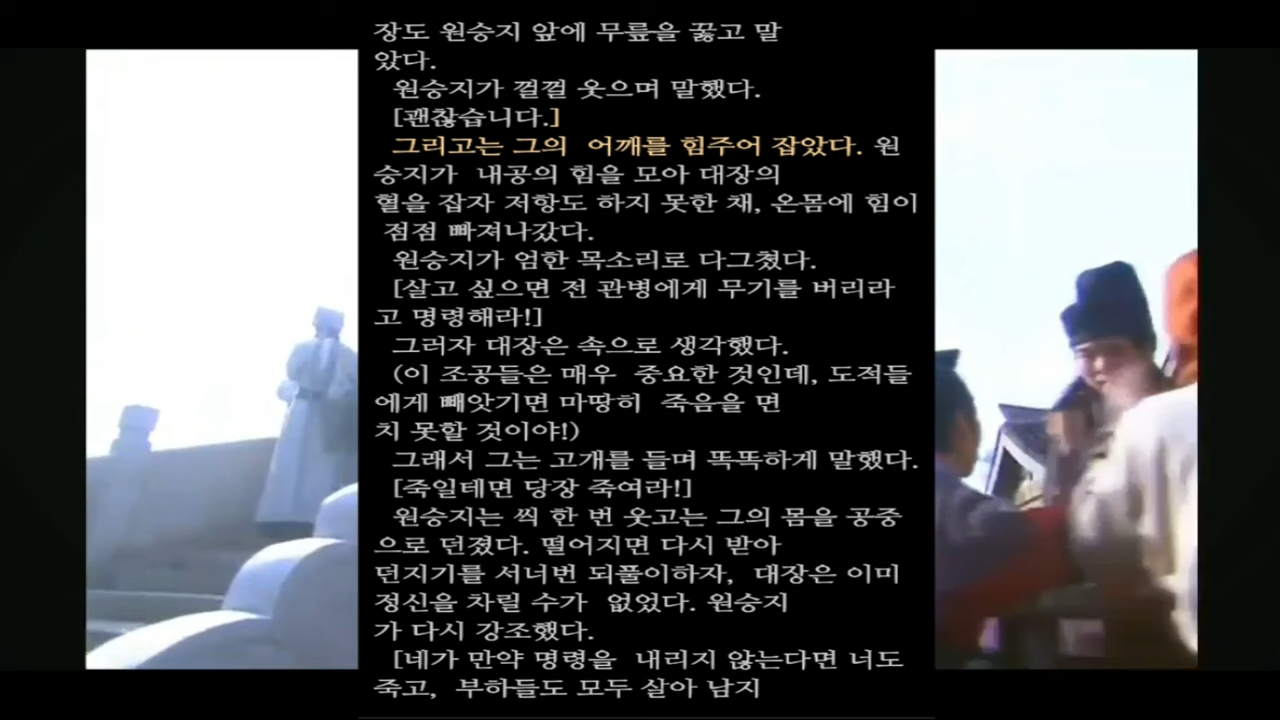 장도 원승지 앞에 무릎을 꿇고 말
았다.
원승지가 껄껄 웃으며 말했다.
[괜찮습니다.]
그리고는 그의 어깨를 힘주어 잡았다. 원
승지가 내공의 힘을 모아 대장의
혈을 잡자 저항도 하지 못한 채, 온몸에 힘이
점점 빠져나갔다.
원승지가 엄한 목소리로 다그쳤다.
[살고 싶으면 전 관병에게 무기를 버리라
고 명령해라!]
그러자 대장은 속으로 생각했다.
(이 조공들은 매우 중요한 것인데, 도적들
에게 빼앗기면 마땅히 죽음을 면
치 못할 것이야!)
그래서 그는 고개를 들며 똑똑하게 말했다.
[죽일테면 당장 죽여라!]
원승지는 씩 한 번 웃고는 그의 몸을 공중
으로 던졌다. 떨어지면 다시 받아
던지기를 서너번 되풀이하자, 대장은 이미
정신을 차릴 수가 없었다. 원승지
가 다시 강조했다.
[네가 만약 명령을 내리지 않는다면 너도
죽고, 부하들도 모두 살아 남지